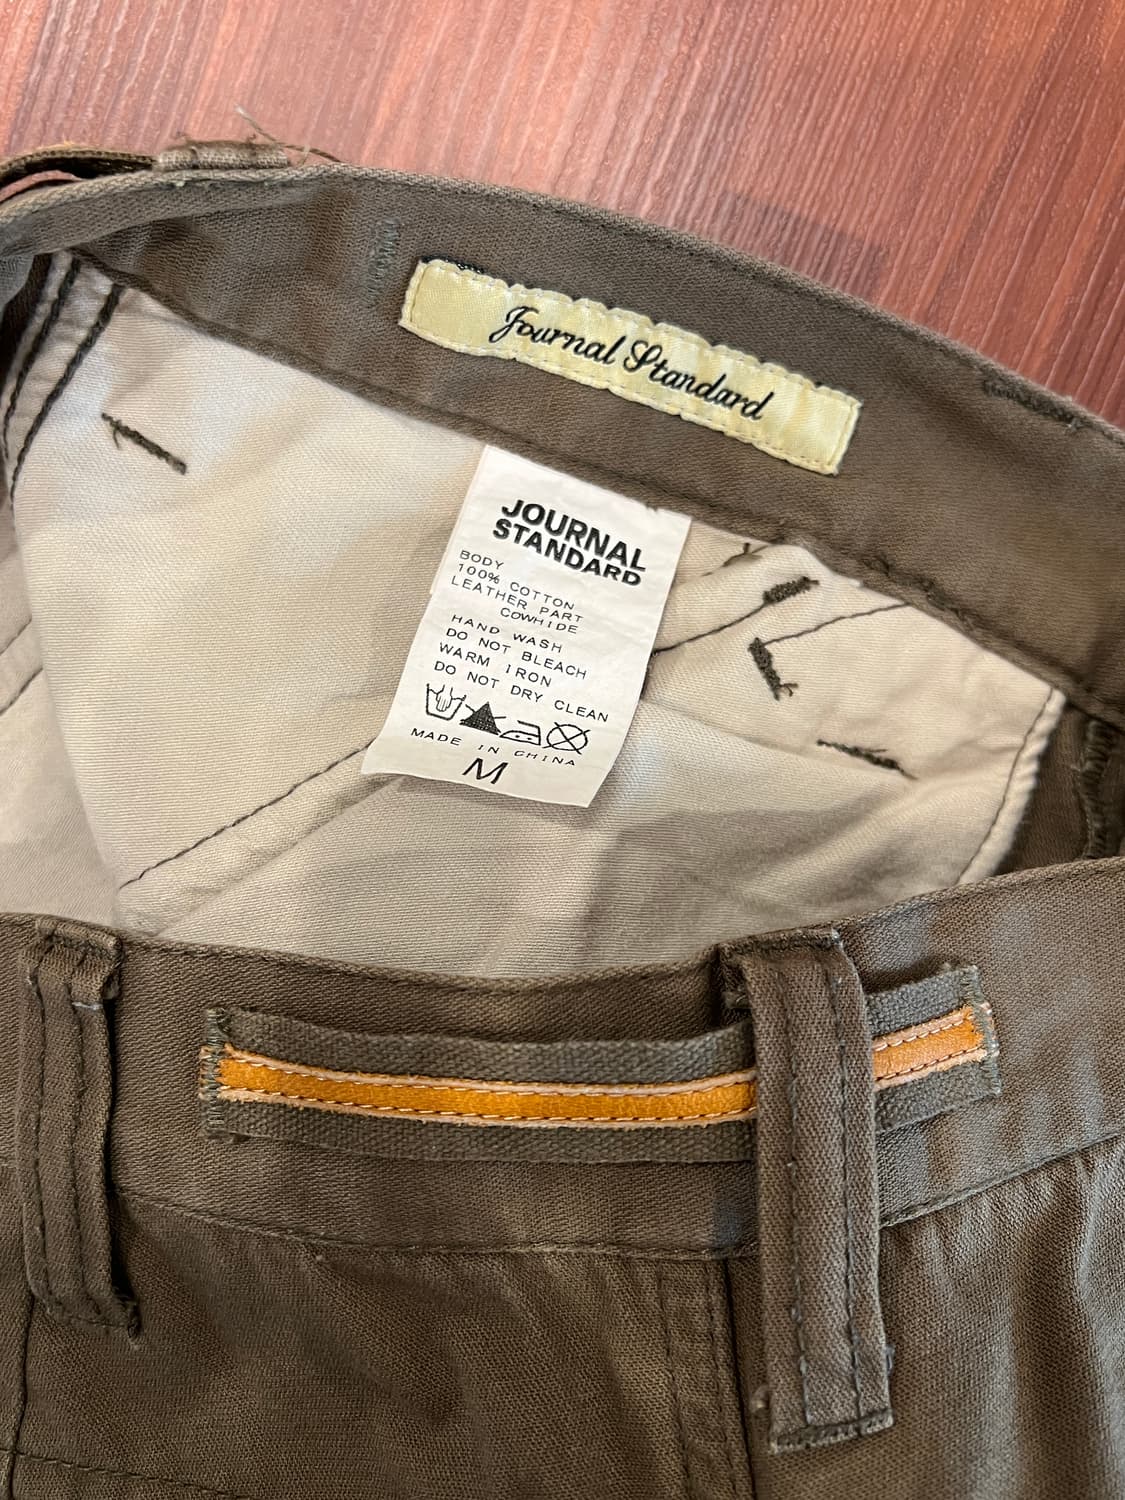 Journal Standard
JOURNAL
STANDARD
BODY
100% COTTON
LEATHER PART
COWHIDE
HAND WASH
DO NOT BLEACH
WARM IRON
DO NOT DRY CLEAN
MADE IN CHINA
M